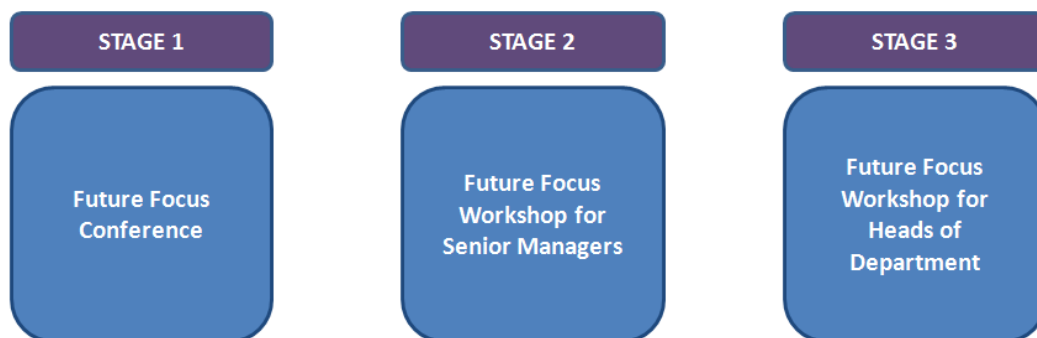 STAGE 1
Future Focus
Conference
STAGE 2
Future Focus
Workshop for
Senior Managers
STAGE 3
Future Focus
Workshop for
Heads of
Department